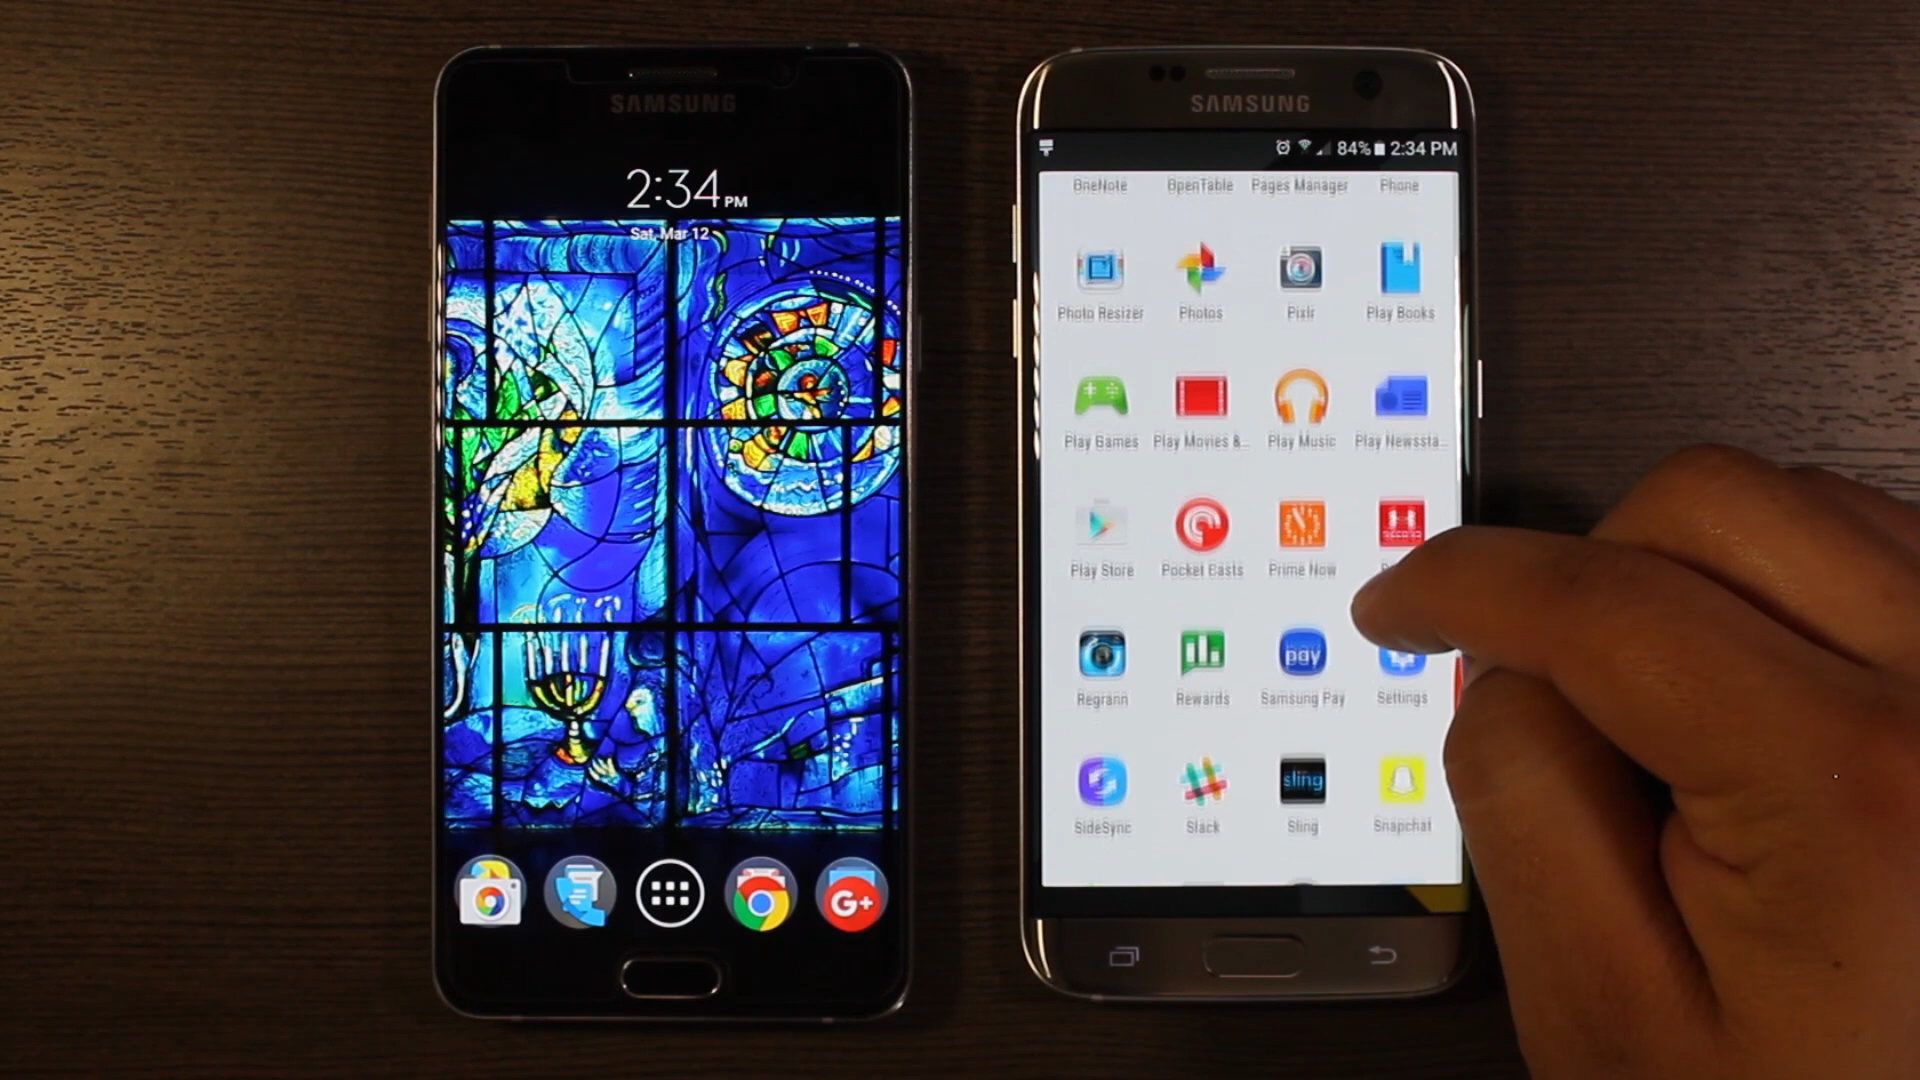 SAMSUNG
2:34 PM
Sat, Mar 12
G+
SAMSUNG
84% 2:34 PM
OneNote OpenTable Pages Manager Phone
Photo Resizer Photos Pixlr Play Books
Play Games Play Movies &... Play Music Play Newssta...
Play Store Pocket Casts Prime Now
pay
Regrann Rewards Samsung Pay Settings
sling
SideSync Slack Sling Snapchat